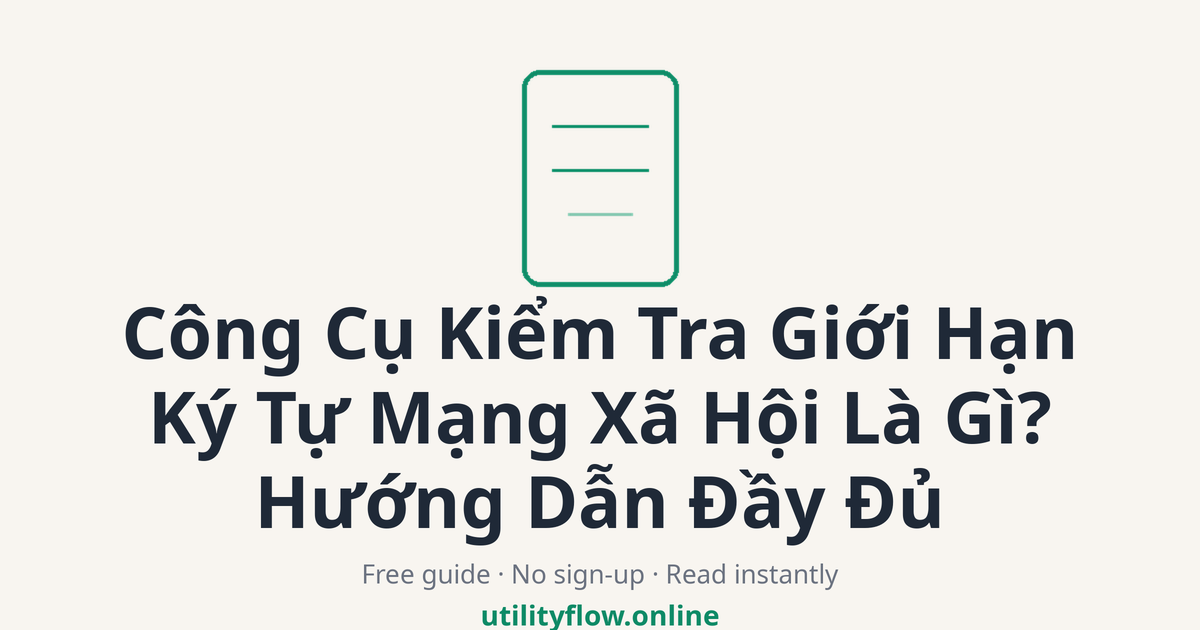 Công Cụ Kiểm Tra Giới Hạn
Ký Tự Mạng Xã Hội Là Gì?
Hướng Dẫn Đầy Đủ
Free guide · No sign-up · Read instantly
utilityflow.online